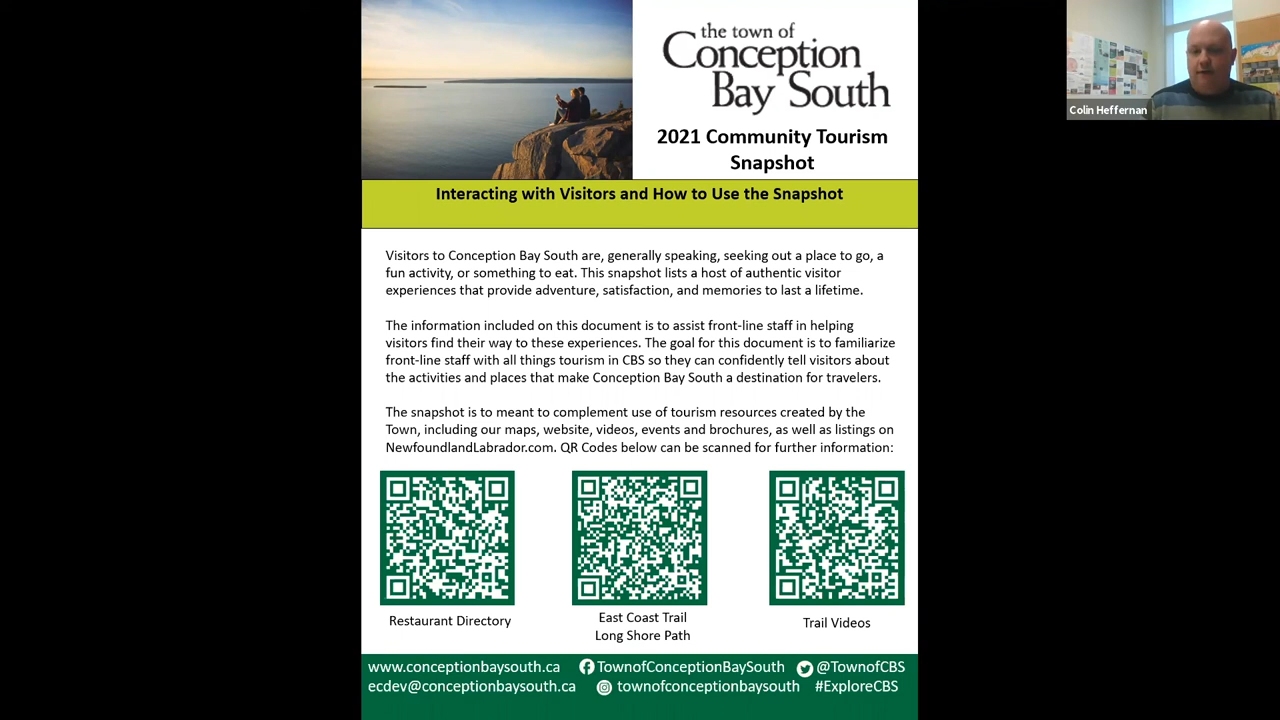 the town of
Conception
Bay South
2021 Community Tourism
Snapshot
Colin Heffernan
Interacting with Visitors and How to Use the Snapshot
Visitors to Conception Bay South are, generally speaking, seeking out a place to go, a
fun activity, or something to eat. This snapshot lists a host of authentic visitor
experiences that provide adventure, satisfaction, and memories to last a lifetime.
The information included on this document is to assist front-line staff in helping
visitors find their way to these experiences. The goal for this document is to familiarize
front-line staff with all things tourism in CBS so they can confidently tell visitors about
the activities and places that make Conception Bay South a destination for travelers.
The snapshot is to meant to complement use of tourism resources created by the
Town, including our maps, website, videos, events and brochures, as well as listings on
NewfoundlandLabrador.com. QR Codes below can be scanned for further information:
Restaurant Directory
East Coast Trail
Long Shore Path
Trail Videos
www.conceptionbaysouth.ca TownofConceptionBaySouth @TownofCBS
ecdev@conceptionbaysouth.ca townofconceptionbaysouth #ExploreCBS